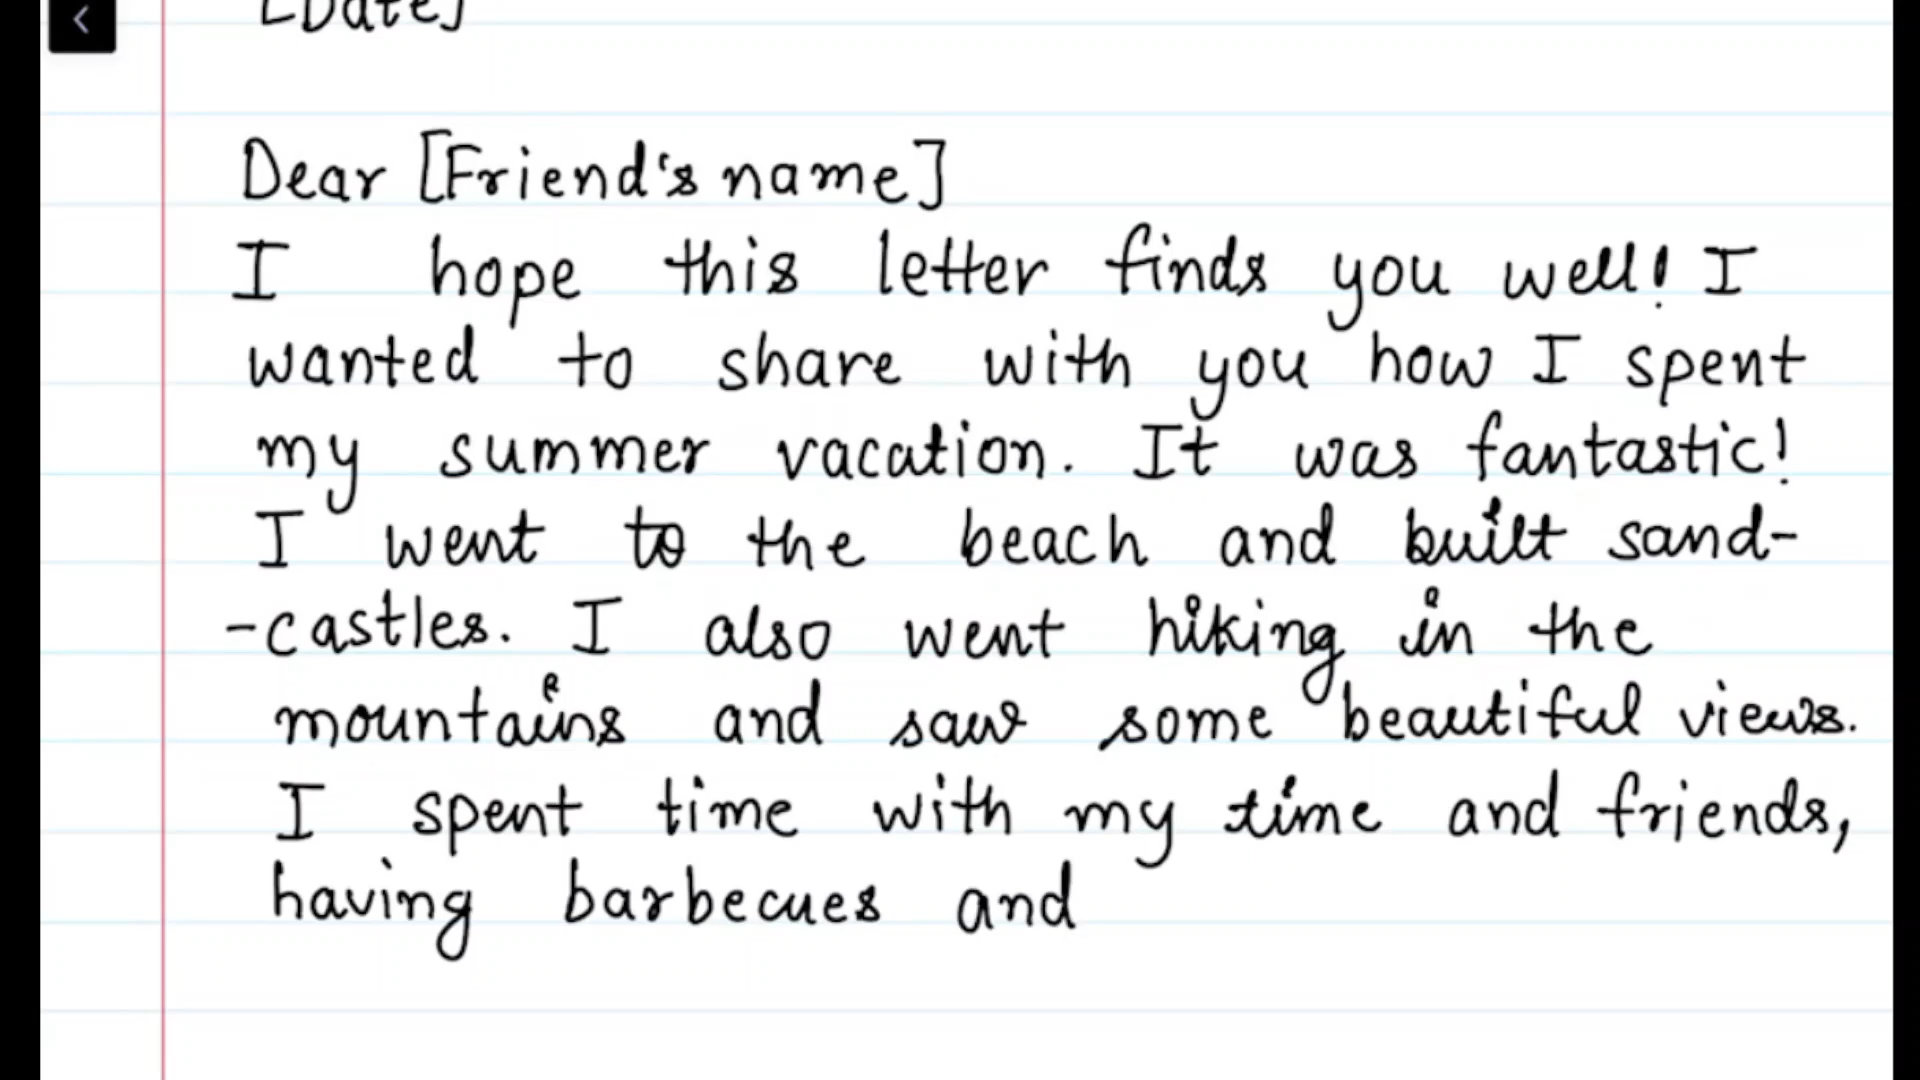 [Date]
Dear [Friend's name]
I hope this letter finds you well! I
wanted to share with you how I spent
my summer vacation. It was fantastic!
I went to the beach and built sand-
-castles. I also went hiking in the
mountains and saw some beautiful views.
I spent time with my time and friends,
having barbecues and